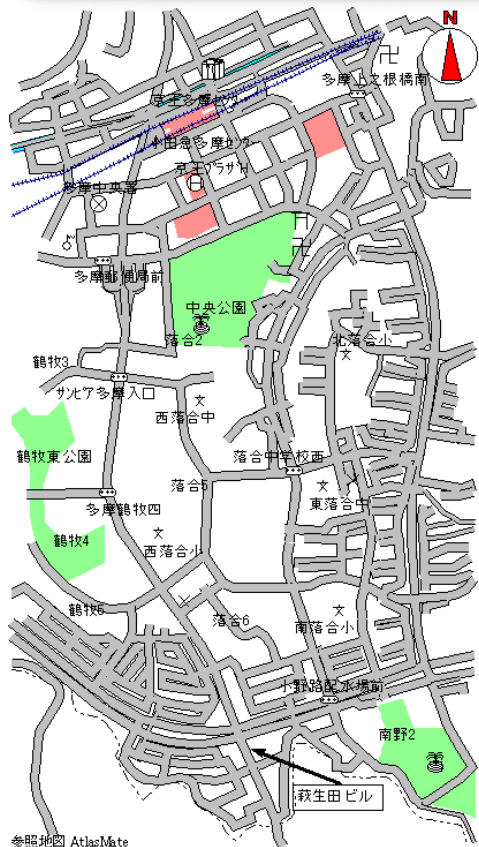 N
多摩上之根橋南
京王多摩センター
小田急多摩センター
京王プラザH
多摩中央署
多摩郵便局前
中央公園
落合2
北落合小
鶴牧3
サンピア多摩入口
西落合中
鶴牧東公園
落合中学校西
落合5
東落合中
多摩鶴牧四
鶴牧4
西落合小
鶴牧5
落合6
南落合小
小野路配水場前
南野2
萩生田ビル
参照地図 AtlasMate